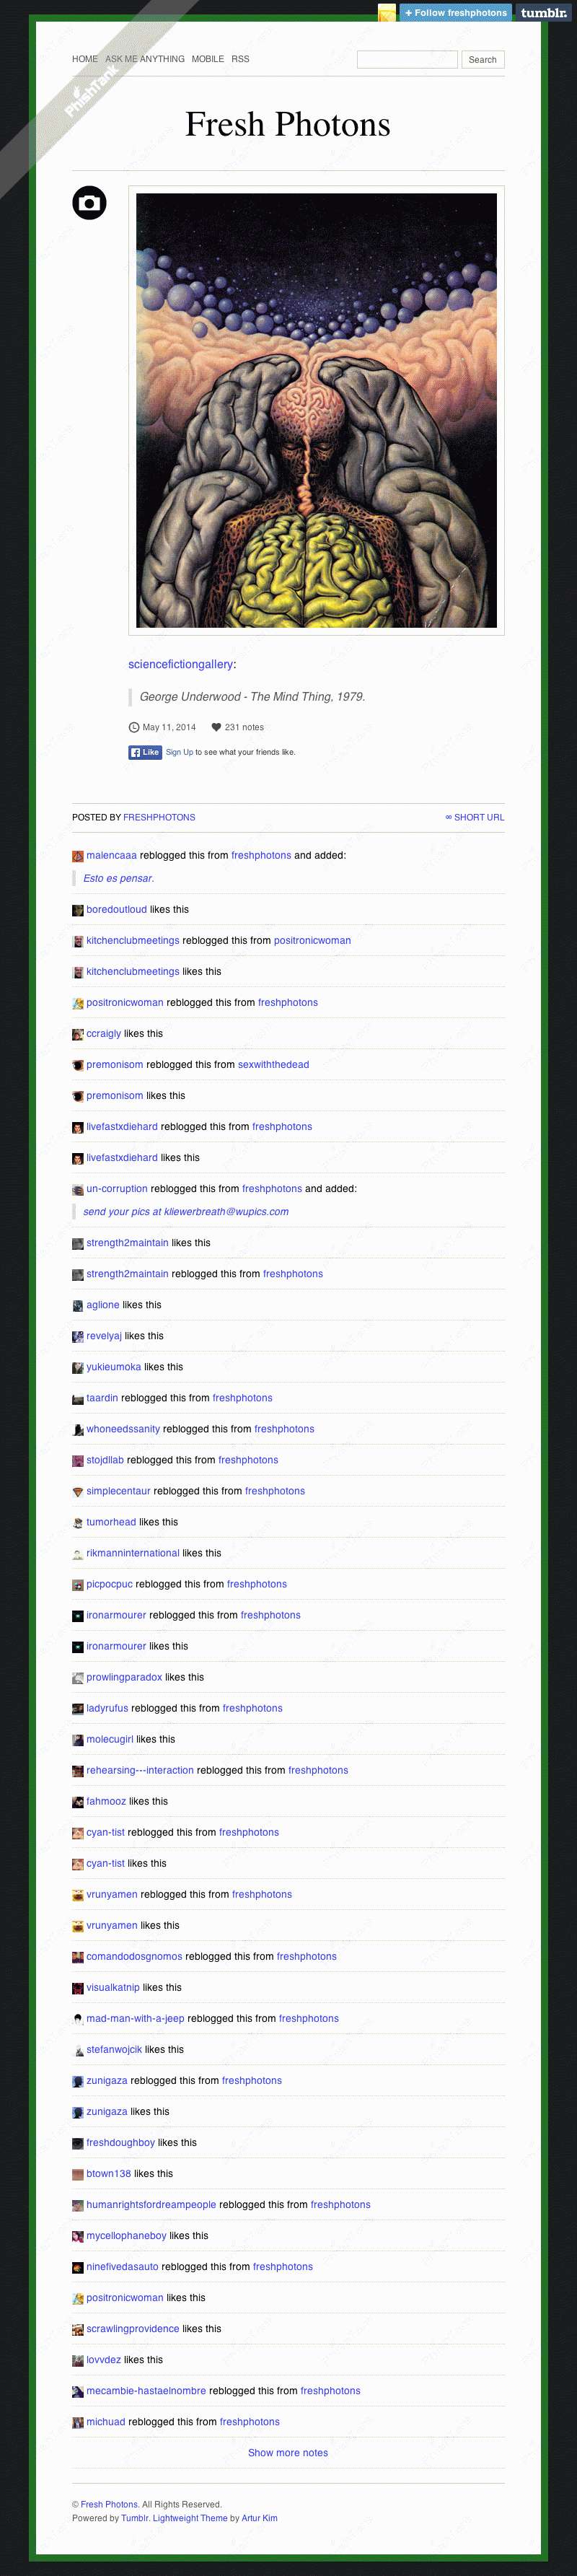 + Follow freshphotons
tumblr.
HOME ASK ME ANYTHING MOBILE RSS
Search
PhishTank
Fresh Photons
sciencefictiongallery:
George Underwood - The Mind Thing, 1979.
May 11, 2014 231 notes
Like Sign Up to see what your friends like.
POSTED BY FRESHPHOTONS
∞ SHORT URL
malencaaa reblogged this from freshphotons and added:
Esto es pensar.
boredoutloud likes this
kitchenclubmeetings reblogged this from positronicwoman
kitchenclubmeetings likes this
positronicwoman reblogged this from freshphotons
ccraigly likes this
premonisom reblogged this from sexwiththedead
premonisom likes this
livefastxdiehard reblogged this from freshphotons
livefastxdiehard likes this
un-corruption reblogged this from freshphotons and added:
send your pics at kliewerbreath@wupics.com
strength2maintain likes this
strength2maintain reblogged this from freshphotons
aglione likes this
revelyaj likes this
yukieumoka likes this
taardin reblogged this from freshphotons
whoneedssanity reblogged this from freshphotons
stojdllab reblogged this from freshphotons
simplecentaur reblogged this from freshphotons
tumorhead likes this
rikmanninternational likes this
picpocpuc reblogged this from freshphotons
ironarmourer reblogged this from freshphotons
ironarmourer likes this
prowlingparadox likes this
ladyrufus reblogged this from freshphotons
molecugirl likes this
rehearsing---interaction reblogged this from freshphotons
fahmooz likes this
cyan-tist reblogged this from freshphotons
cyan-tist likes this
vrunyamen reblogged this from freshphotons
vrunyamen likes this
comandodosgnomos reblogged this from freshphotons
visualkatnip likes this
mad-man-with-a-jeep reblogged this from freshphotons
stefanwojcik likes this
zunigaza reblogged this from freshphotons
zunigaza likes this
freshdoughboy likes this
btown138 likes this
humanrightsfordreampeople reblogged this from freshphotons
mycellophaneboy likes this
ninefivedasauto reblogged this from freshphotons
positronicwoman likes this
scrawlingprovidence likes this
lovvdez likes this
mecambie-hastaelnombre reblogged this from freshphotons
michuad reblogged this from freshphotons
Show more notes
© Fresh Photons. All Rights Reserved.
Powered by Tumblr. Lightweight Theme by Artur Kim